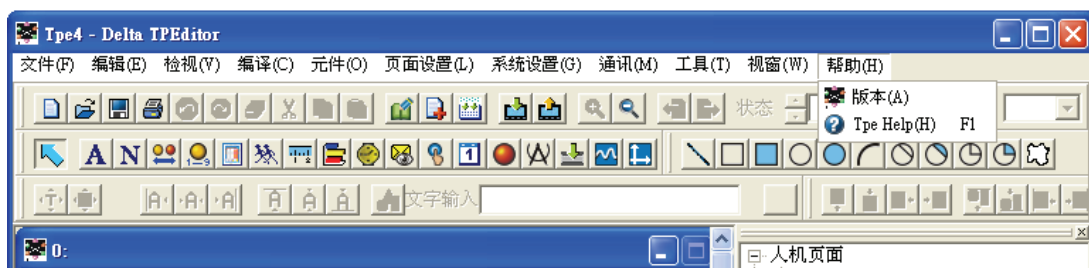 Tpe4 - Delta TPEditor
文件(F) 编辑(E) 检视(V) 编译(C) 元件(O) 页面设置(L) 系统设置(G) 通讯(M) 工具(T) 视窗(W) 帮助(H)
版本(A)
状态
Tpe Help(H) F1
A N 1
文字输入
0:
人机页面